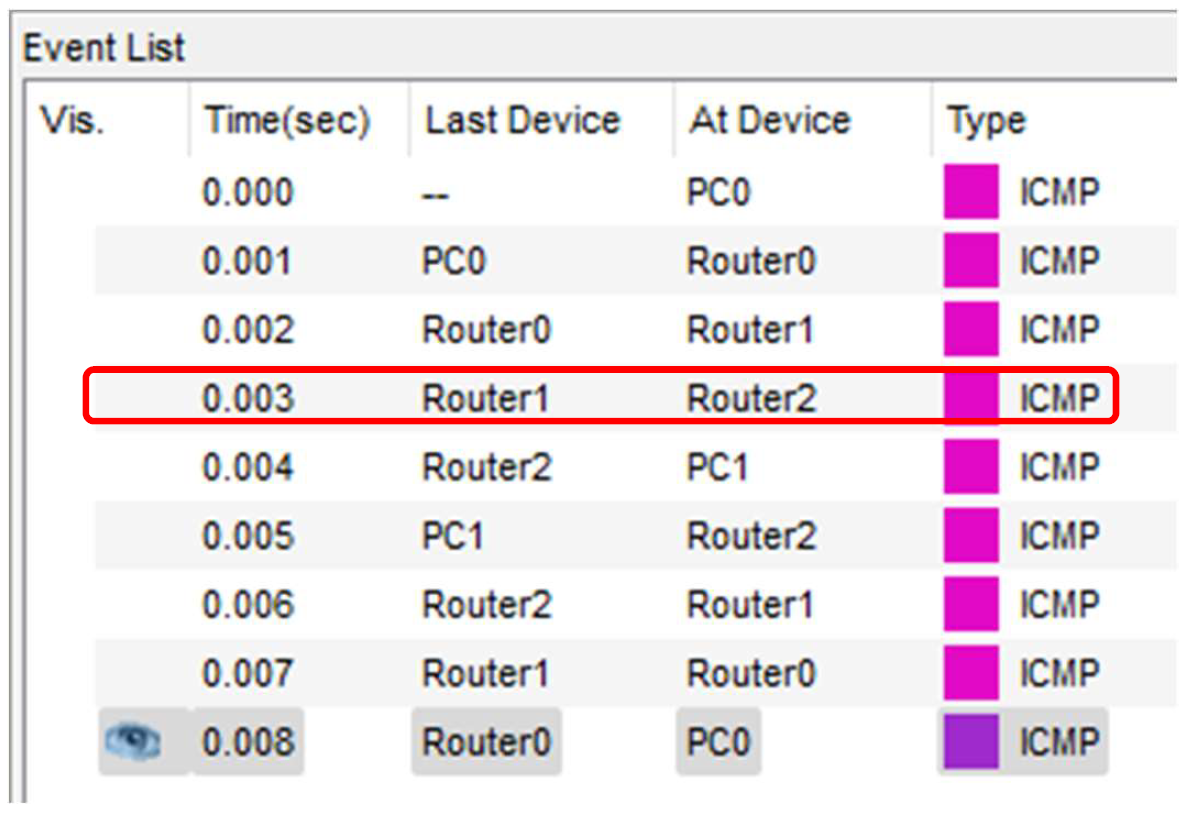 Event List
Vis. Time(sec) Last Device At Device Type
0.000 -- PC0 ICMP
0.001 PC0 Router0 ICMP
0.002 Router0 Router1 ICMP
0.003 Router1 Router2 ICMP
0.004 Router2 PC1 ICMP
0.005 PC1 Router2 ICMP
0.006 Router2 Router1 ICMP
0.007 Router1 Router0 ICMP
0.008 Router0 PC0 ICMP